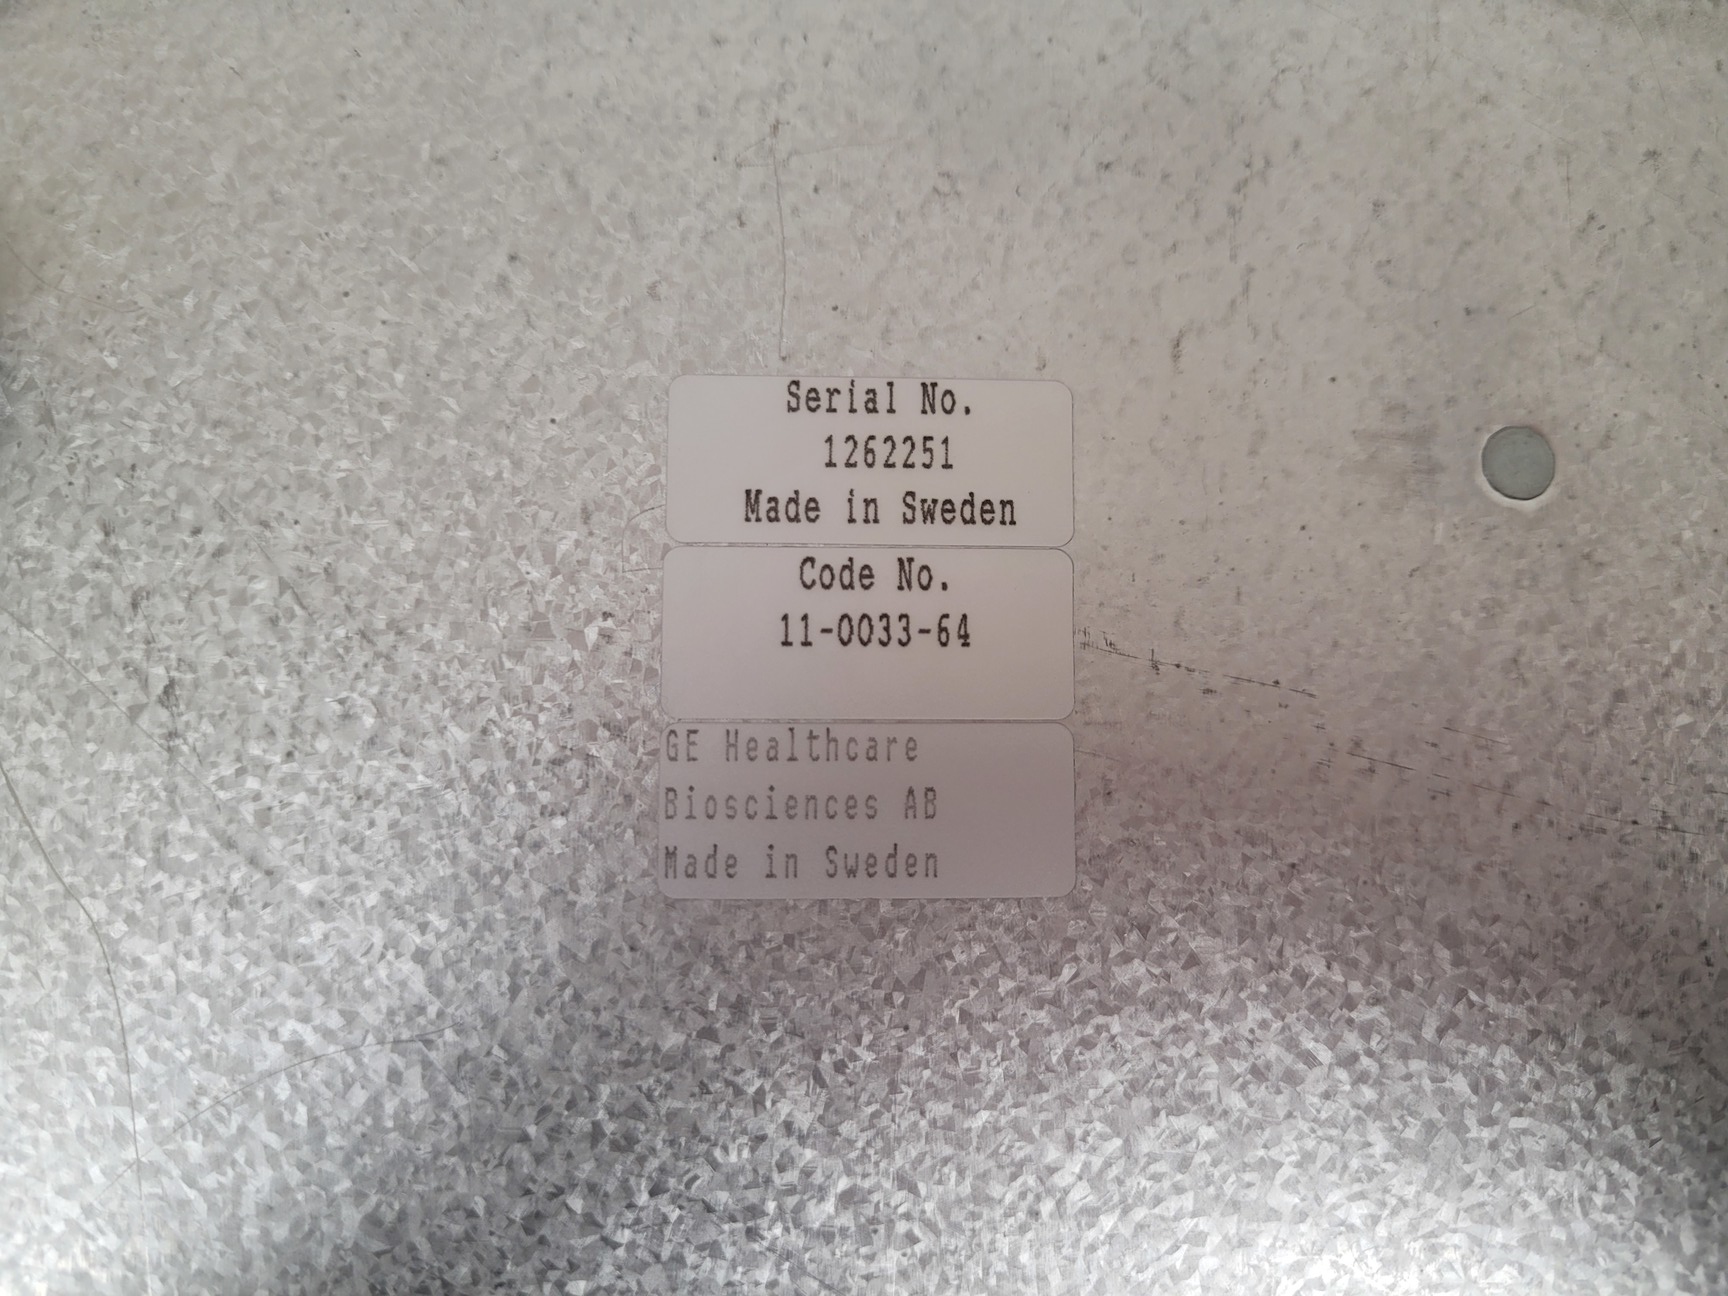 Serial No.
1262251
Made in Sweden
Code No.
11-0033-64
GE Healthcare
Biosciences AB
Made in Sweden